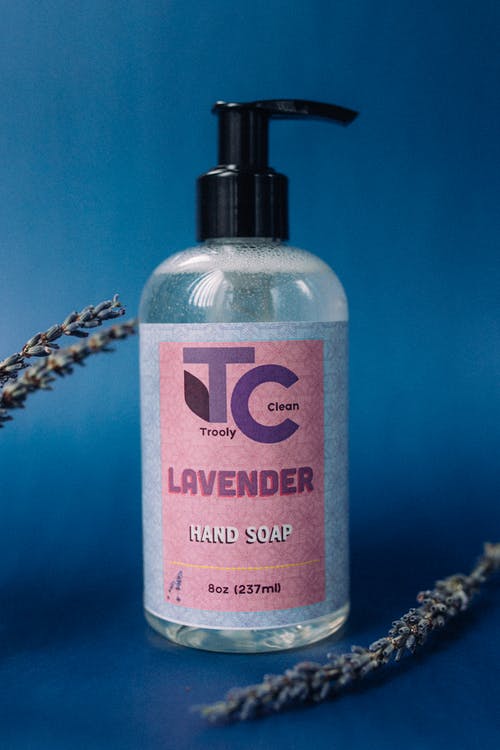 TC
Clean
Trooly
LAVENDER
HAND SOAP
8oz (237ml)